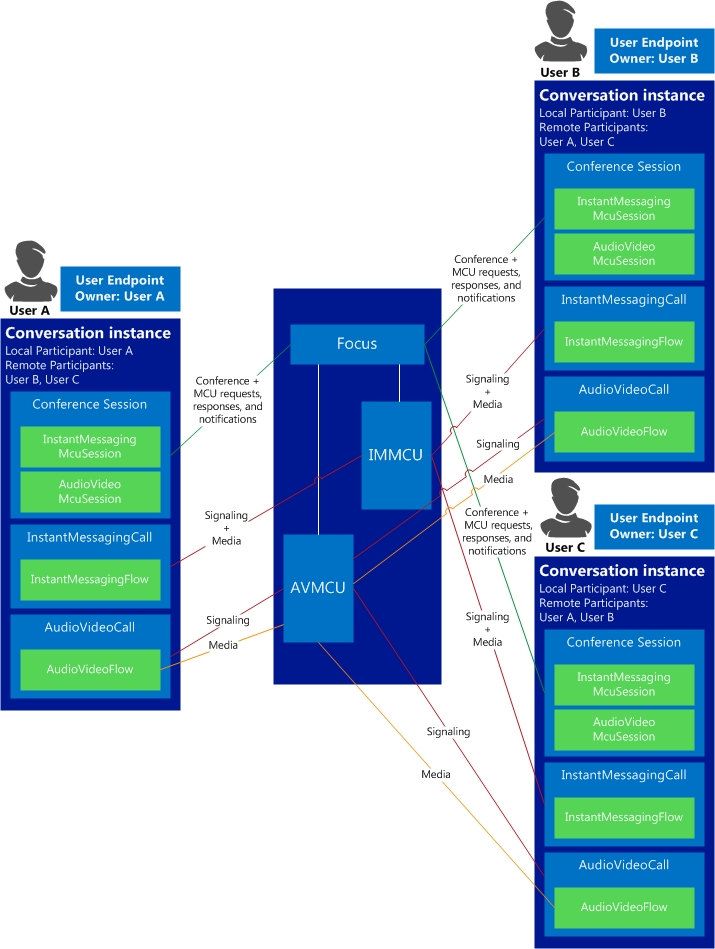 User A
User Endpoint
Owner: User A
Conversation instance
Local Participant: User A
Remote Participants:
User B, User C
Conference Session
InstantMessaging
McuSession
AudioVideo
McuSession
InstantMessagingCall
InstantMessagingFlow
AudioVideoCall
AudioVideoFlow
Conference +
MCU requests,
responses, and
notifications
Signaling
+
Media
Signaling
Media
Focus
IMMCU
AVMCU
Conference +
MCU requests,
responses, and
notifications
Signaling
+
Media
Signaling
Media
Conference +
MCU requests,
responses, and
notifications
Signaling
+
Media
Signaling
Media
User B
User Endpoint
Owner: User B
Conversation instance
Local Participant: User B
Remote Participants:
User A, User C
Conference Session
InstantMessaging
McuSession
AudioVideo
McuSession
InstantMessagingCall
InstantMessagingFlow
AudioVideoCall
AudioVideoFlow
User C
User Endpoint
Owner: User C
Conversation instance
Local Participant: User C
Remote Participants:
User A, User B
Conference Session
InstantMessaging
McuSession
AudioVideo
McuSession
InstantMessagingCall
InstantMessagingFlow
AudioVideoCall
AudioVideoFlow